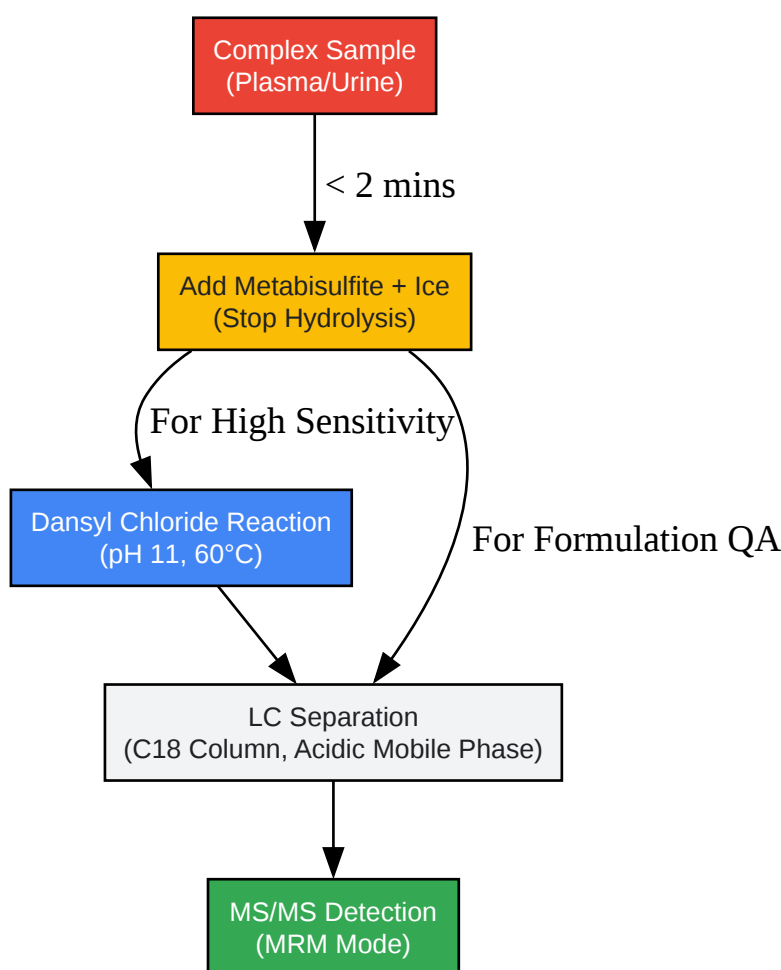 Complex Sample
(Plasma/Urine)
< 2 mins
Add Metabisulfite + Ice
(Stop Hydrolysis)
For High Sensitivity
Dansyl Chloride Reaction
(pH 11, 60°C)
For Formulation QA
LC Separation
(C18 Column, Acidic Mobile Phase)
MS/MS Detection
(MRM Mode)